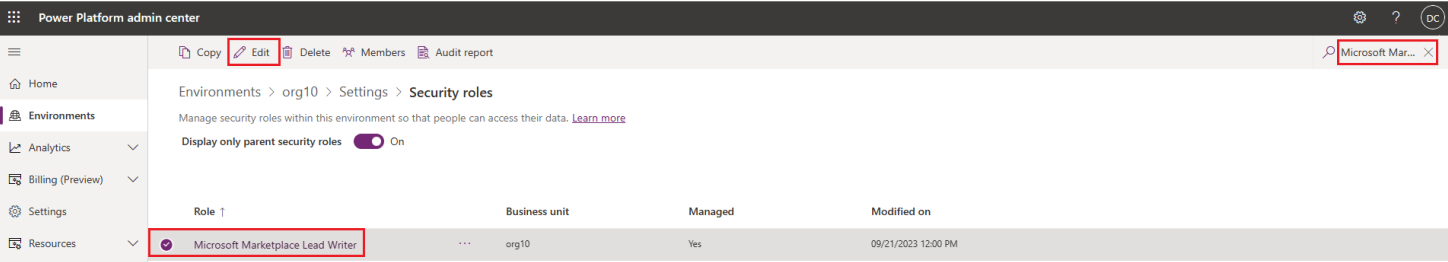 Power Platform admin center
DC
Copy Edit Delete Members Audit report Microsoft Mar...
Home
Environments
Analytics
Billing (Preview)
Settings
Resources
Environments > org10 > Settings > Security roles
Manage security roles within this environment so that people can access their data. Learn more
Display only parent security roles On
Role ↑ Business unit Managed Modified on
Microsoft Marketplace Lead Writer ... org10 Yes 09/21/2023 12:00 PM